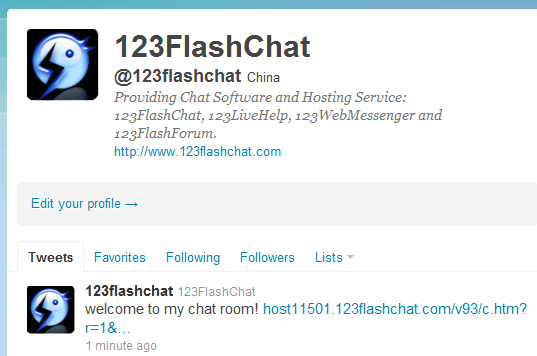 123FlashChat
@123flashchat China
Providing Chat Software and Hosting Service:
123FlashChat, 123LiveHelp, 123WebMessenger and
123FlashForum.
http://www.123flashchat.com
Edit your profile →
Tweets Favorites Following Followers Lists
123flashchat 123FlashChat
welcome to my chat room! host11501.123flashchat.com/v93/c.htm?
r=1&...
1 minute ago